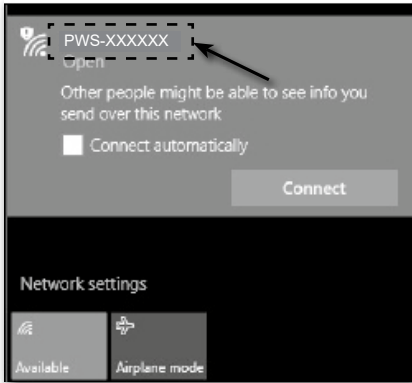 PWS-XXXXXX
Open
Other people might be able to see info you
send over this network
Connect automatically
Connect
Network settings
Available
Airplane mode